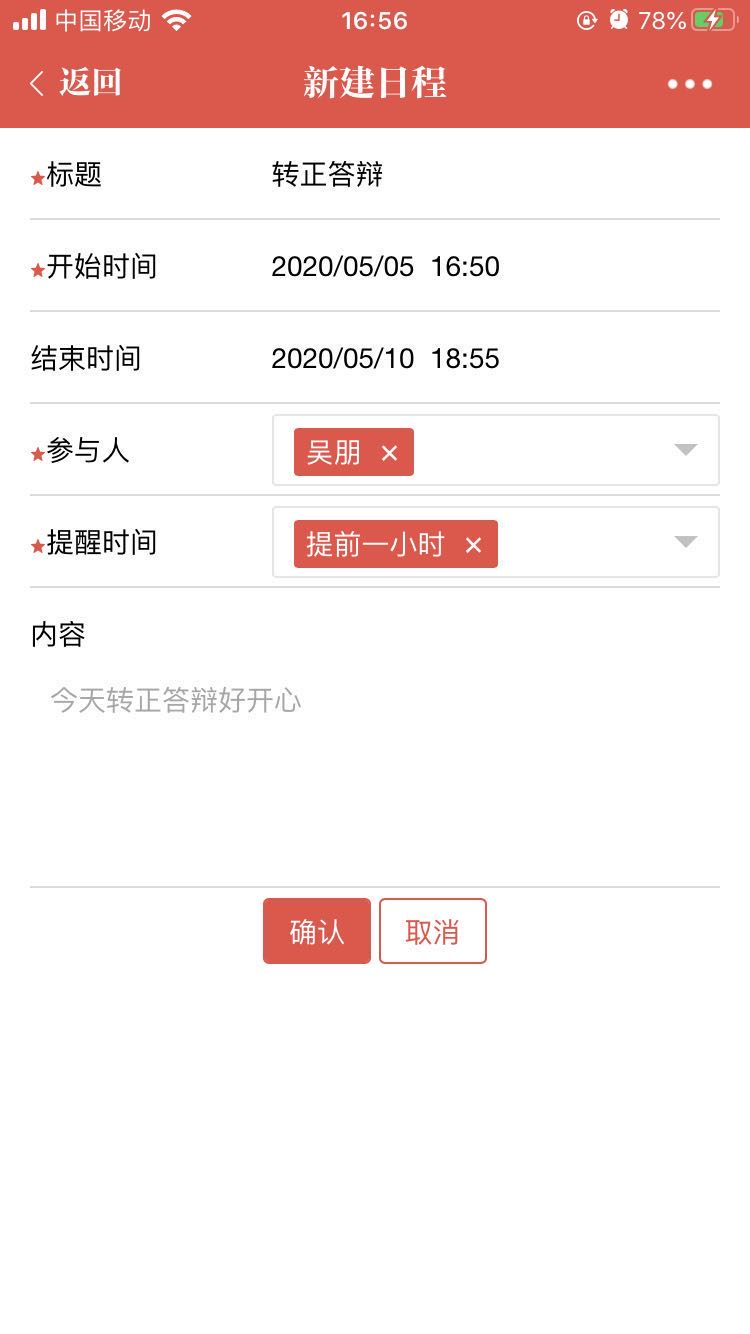 中国移动 16:56 78%
返回 新建日程
标题 转正答辩
开始时间 2020/05/05 16:50
结束时间 2020/05/10 18:55
参与人 吴朋 ×
提醒时间 提前一小时 ×
内容
今天转正答辩好开心
确认 取消